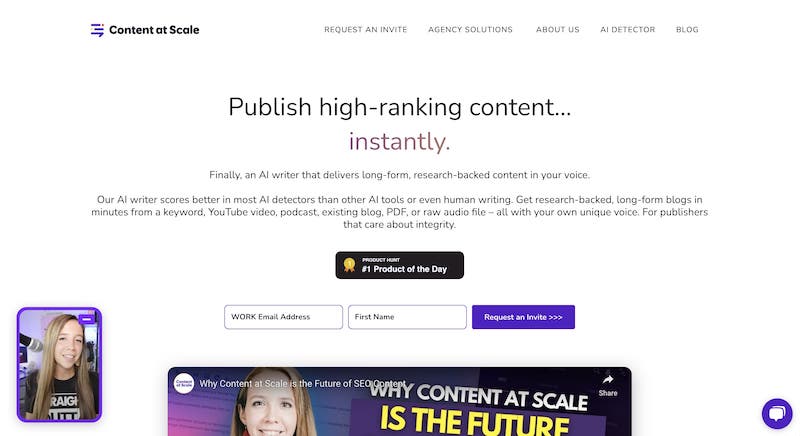 Content at Scale
REQUEST AN INVITE
AGENCY SOLUTIONS
ABOUT US
AI DETECTOR
BLOG
Publish high-ranking content...
instantly.
Finally, an AI writer that delivers long-form, research-backed content in your voice.
Our AI writer scores better in most AI detectors than other AI tools or even human writing. Get research-backed, long-form blogs in
minutes from a keyword, YouTube video, podcast, existing blog, PDF, or raw audio file – all with your own unique voice. For publishers
that care about integrity.
PRODUCT HUNT
#1 Product of the Day
WORK Email Address
First Name
Request an Invite >>>
Content at Scale
Why Content at Scale is the Future of SEO Content
Share
WHY CONTENT AT SCALE
IS THE FUTURE